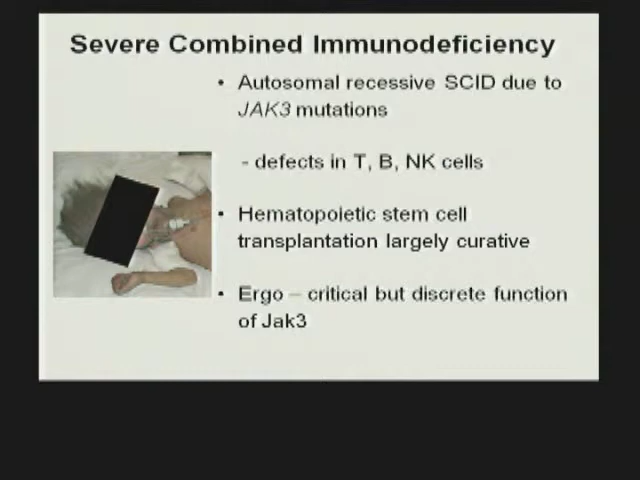 Severe Combined Immunodeficiency
• Autosomal recessive SCID due to
JAK3 mutations
- defects in T, B, NK cells
• Hematopoietic stem cell
transplantation largely curative
• Ergo – critical but discrete function
of Jak3